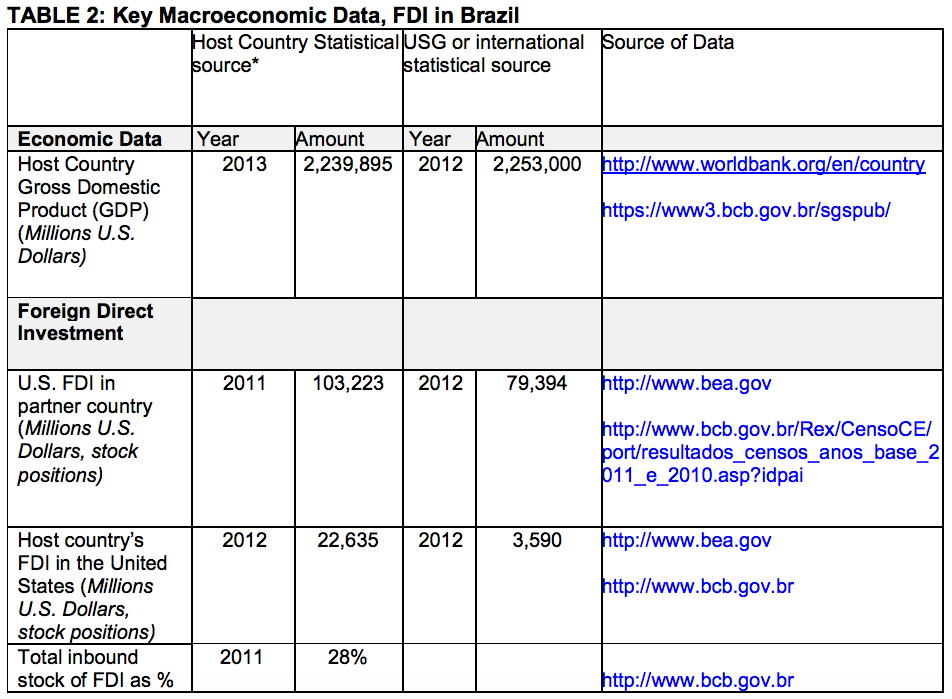 TABLE 2: Key Macroeconomic Data, FDI in Brazil
Host Country Statistical source* USG or international statistical source Source of Data
Economic Data Year Amount Year Amount
Host Country Gross Domestic Product (GDP) (Millions U.S. Dollars) 2013 2,239,895 2012 2,253,000 http://www.worldbank.org/en/country
https://www3.bcb.gov.br/sgspub/
Foreign Direct Investment
U.S. FDI in partner country (Millions U.S. Dollars, stock positions) 2011 103,223 2012 79,394 http://www.bea.gov
http://www.bcb.gov.br/Rex/CensoCE/
port/resultados_censos_anos_base_2
011_e_2010.asp?idpai
Host country's FDI in the United States (Millions U.S. Dollars, stock positions) 2012 22,635 2012 3,590 http://www.bea.gov
http://www.bcb.gov.br
Total inbound stock of FDI as % 2011 28% http://www.bcb.gov.br